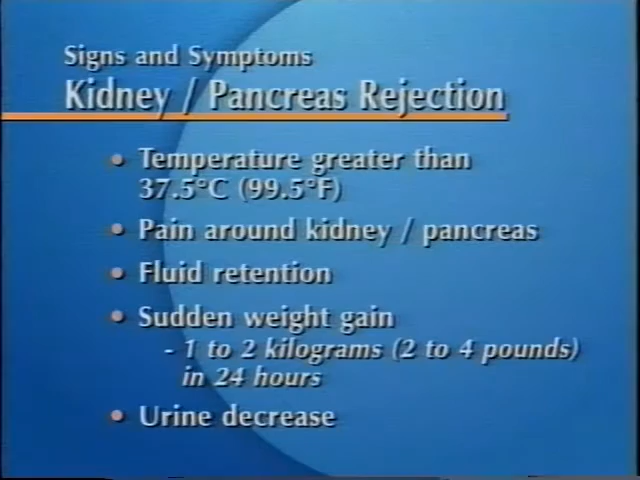 Signs and Symptoms
Kidney / Pancreas Rejection
• Temperature greater than
37.5°C (99.5°F)
• Pain around kidney / pancreas
• Fluid retention
• Sudden weight gain
- 1 to 2 kilograms (2 to 4 pounds)
in 24 hours
• Urine decrease